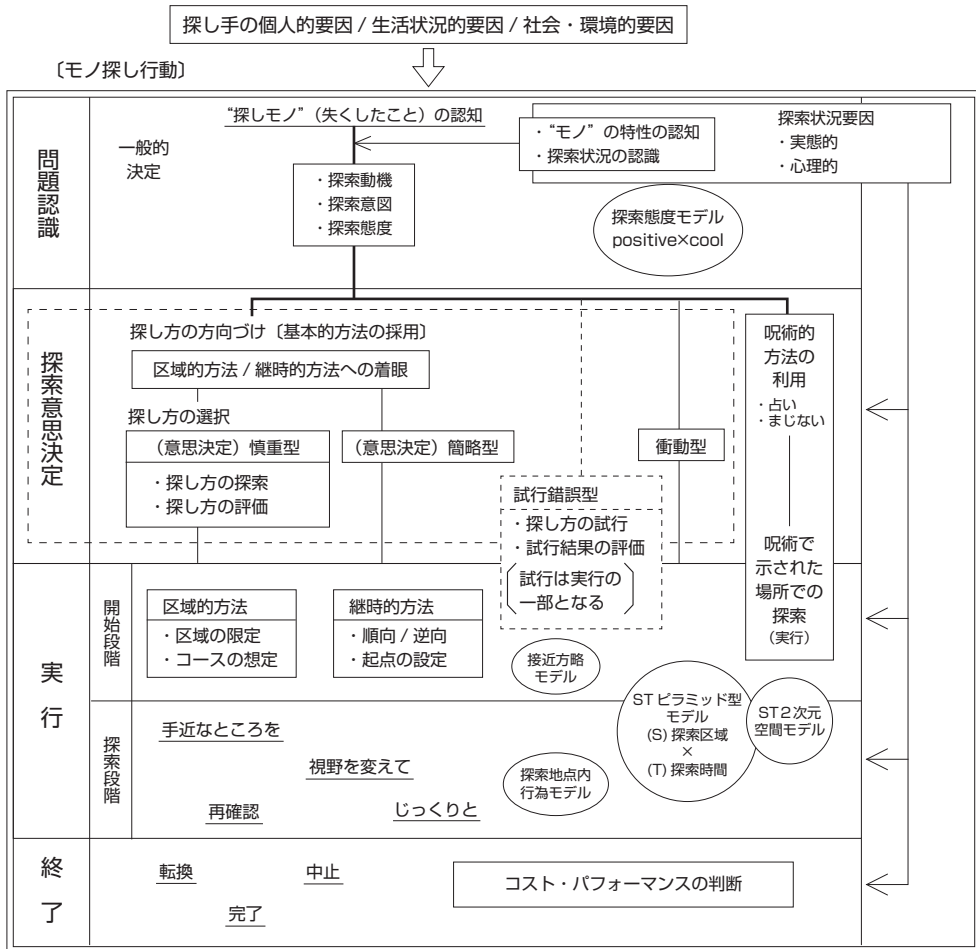 探し手の個人的要因 / 生活状況的要因 / 社会・環境的要因
〔モノ探し行動〕
問題認識
一般的
決定
“探しモノ”（失くしたこと）の認知
・“モノ”の特性の認知
・探索状況の認識
探索状況要因
・実態的
・心理的
・探索動機
・探索意図
・探索態度
探索態度モデル
positive×cool
探索意思決定
探し方の方向づけ〔基本的方法の採用〕
区域的方法 / 継時的方法への着眼
探し方の選択
（意思決定）慎重型
・探し方の探索
・探し方の評価
（意思決定）簡略型
衝動型
試行錯誤型
・探し方の試行
・試行結果の評価
（試行は実行の
一部となる）
呪術的
方法の
利用
・占い
・まじない
呪術で
示された
場所での
探索
（実行）
実行
開始段階
区域的方法
・区域の限定
・コースの想定
継時的方法
・順向 / 逆向
・起点の設定
接近方略
モデル
ST ピラミッド型
モデル
(S) 探索区域
×
(T) 探索時間
ST２次元
空間モデル
探索段階
手近なところを
視野を変えて
再確認
じっくりと
探索地点内
行為モデル
終了
転換
中止
完了
コスト・パフォーマンスの判断